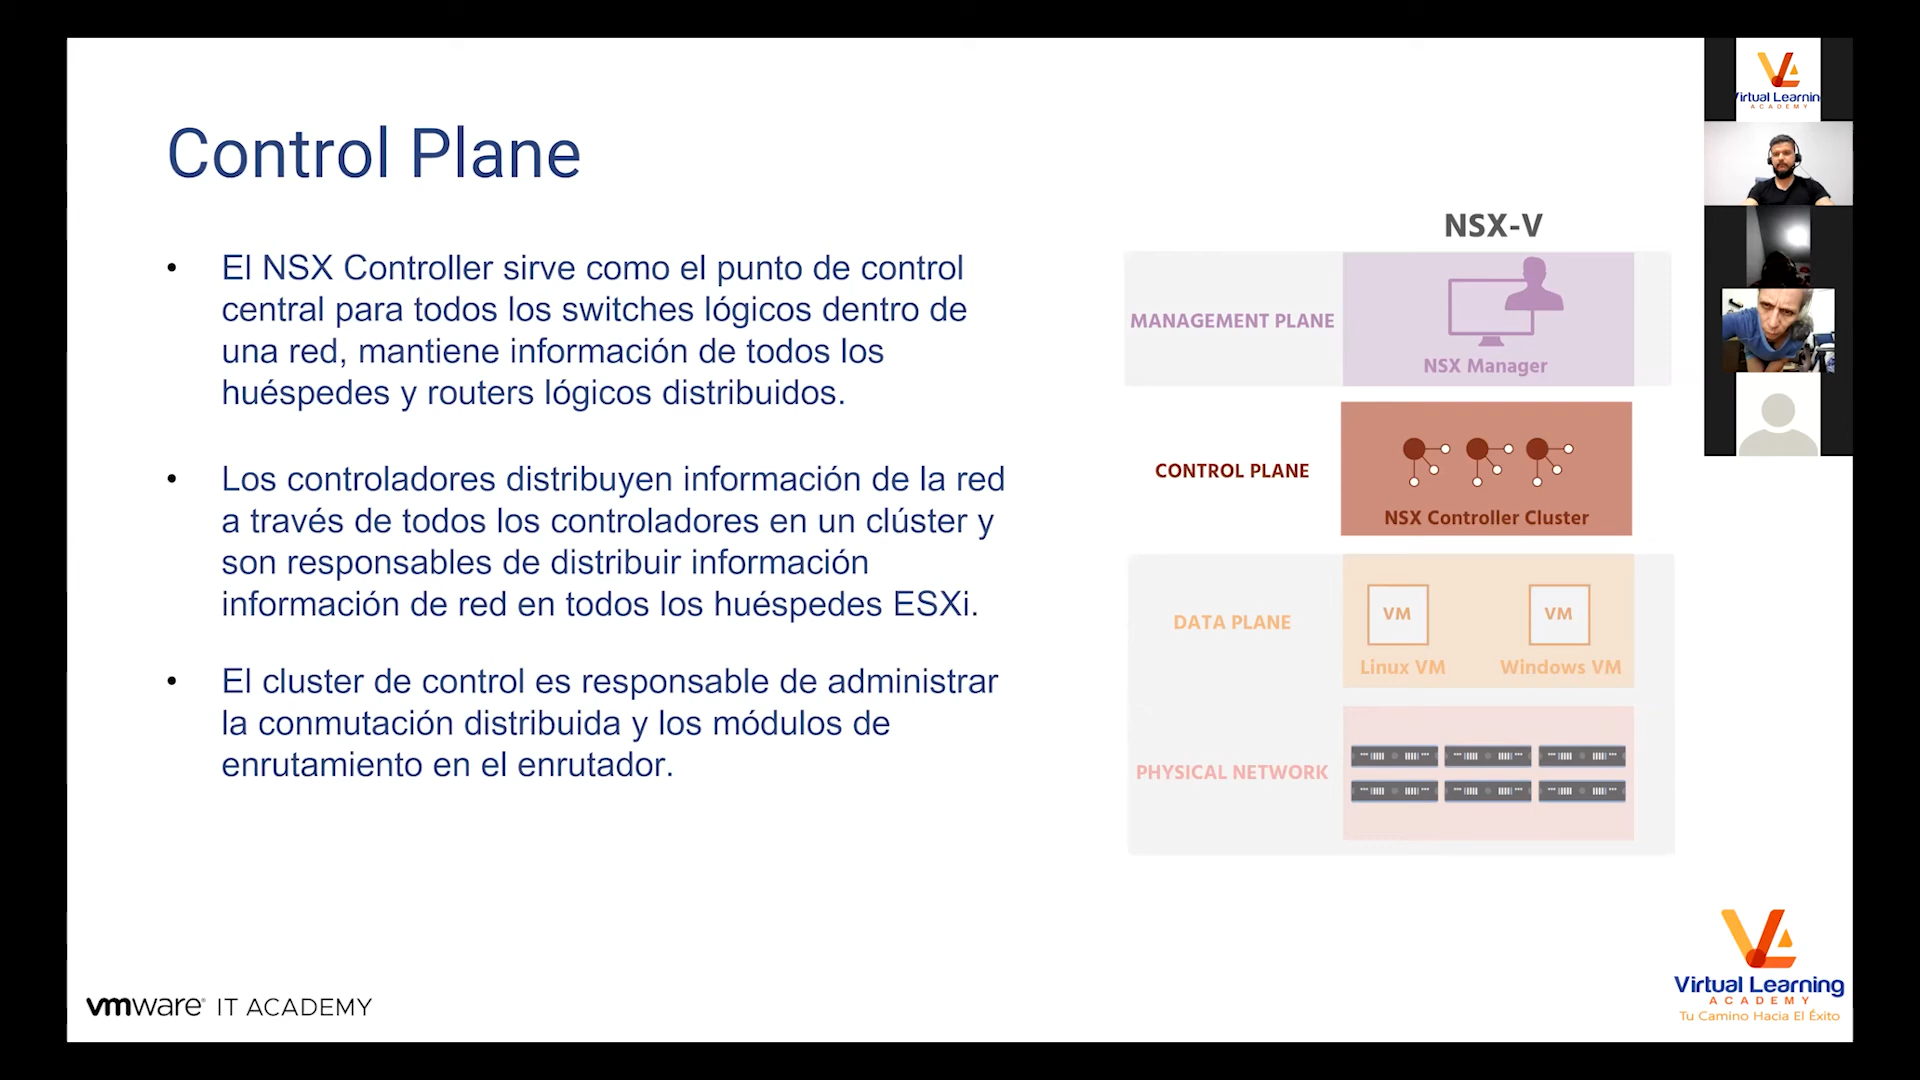 Control Plane
• El NSX Controller sirve como el punto de control
central para todos los switches lógicos dentro de
una red, mantiene información de todos los
huéspedes y routers lógicos distribuidos.
• Los controladores distribuyen información de la red
a través de todos los controladores en un clúster y
son responsables de distribuir información
información de red en todos los huéspedes ESXi.
• El cluster de control es responsable de administrar
la conmutación distribuida y los módulos de
enrutamiento en el enrutador.
NSX-V
MANAGEMENT PLANE
NSX Manager
CONTROL PLANE
NSX Controller Cluster
DATA PLANE
VM
VM
Linux VM
Windows VM
PHYSICAL NETWORK
vmware® IT ACADEMY
Virtual Learning
ACADEMY
Tu Camino Hacia El Éxito
Virtual Learnin
ACADEMY